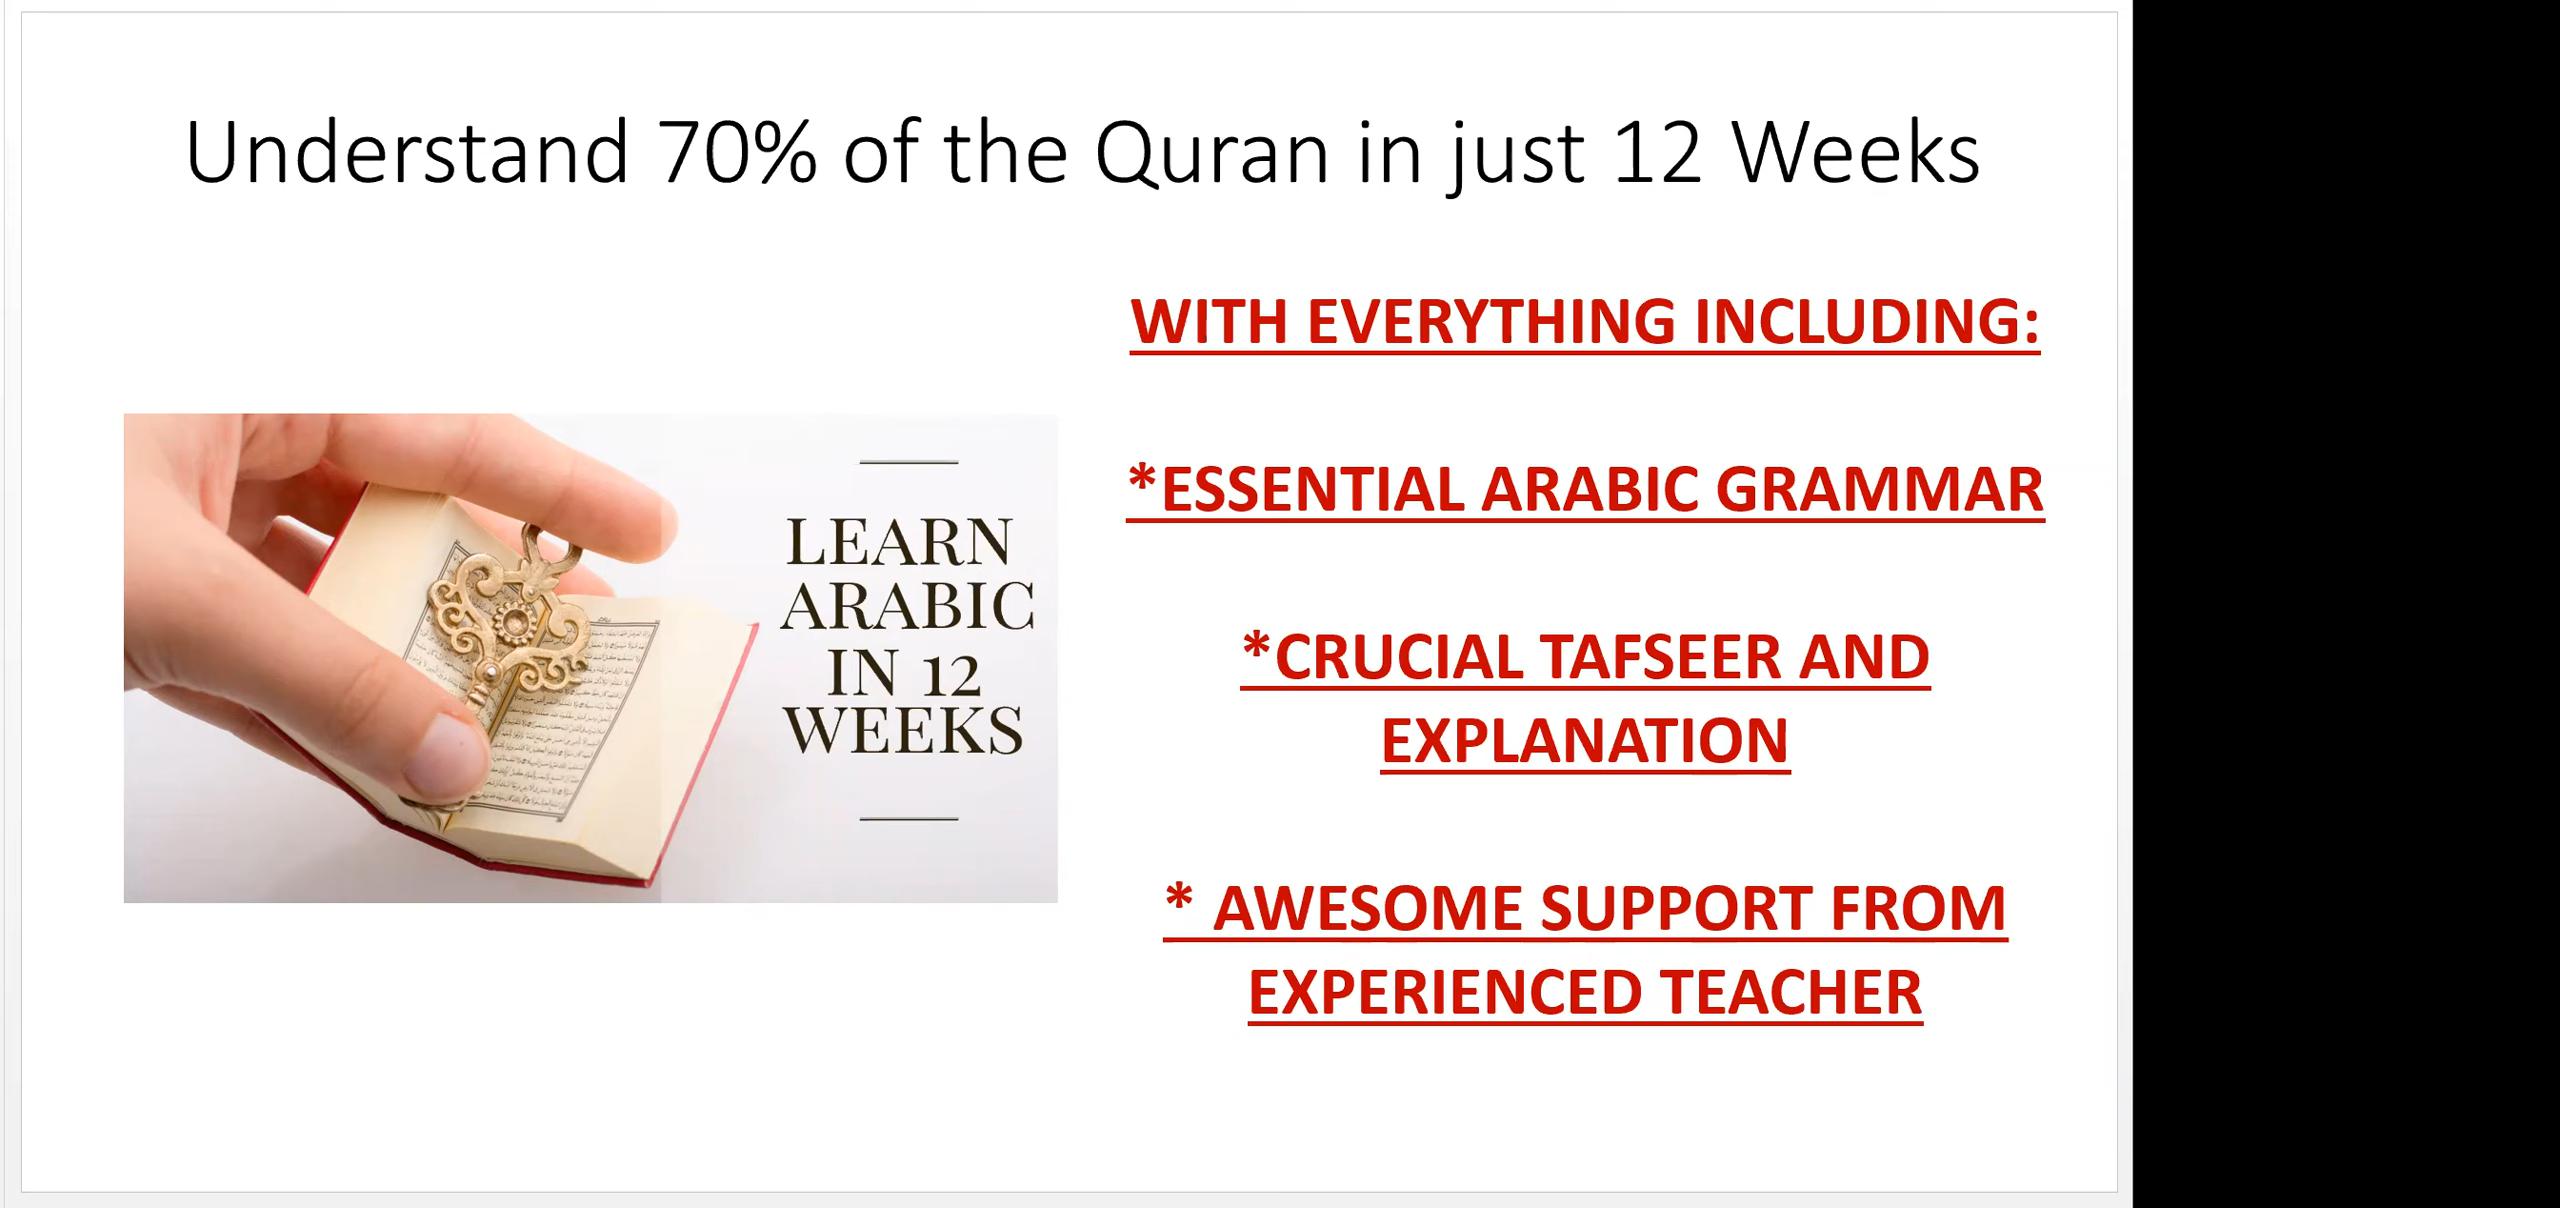 Understand 70% of the Quran in just 12 Weeks
LEARN
ARABIC
IN 12
WEEKS
WITH EVERYTHING INCLUDING:
*ESSENTIAL ARABIC GRAMMAR
*CRUCIAL TAFSEER AND
EXPLANATION
* AWESOME SUPPORT FROM
EXPERIENCED TEACHER